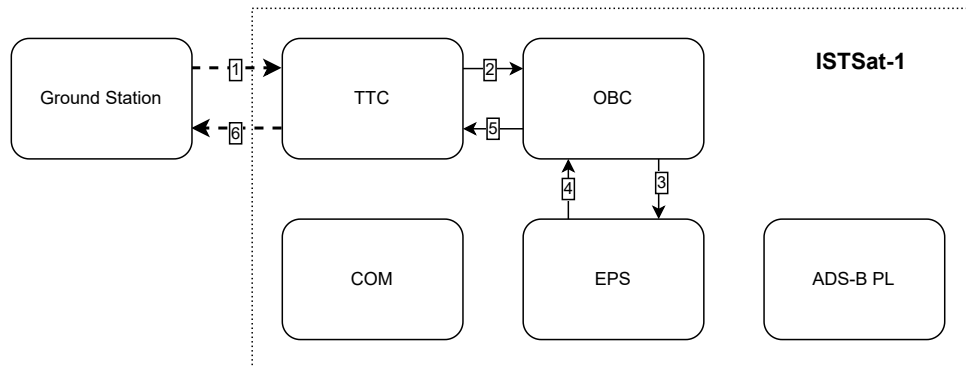 ISTSat-1
Ground Station
1
TTC
2
OBC
6
5
4
3
COM
EPS
ADS-B PL